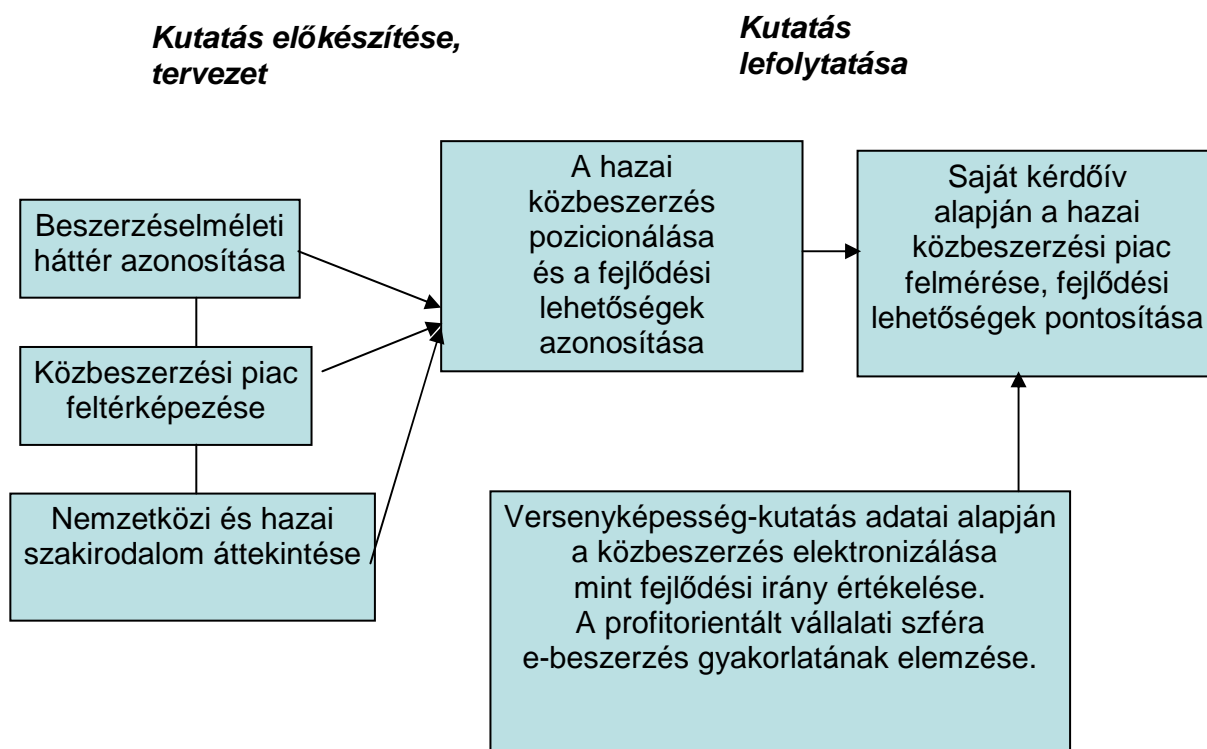 Kutatás előkészítése,
tervezet
Kutatás
lefolytatása
Beszerzéselméleti
háttér azonosítása
Közbeszerzési piac
feltérképezése
Nemzetközi és hazai
szakirodalom áttekintése
A hazai
közbeszerzés
pozicionálása
és a fejlődési
lehetőségek
azonosítása
Saját kérdőív
alapján a hazai
közbeszerzési piac
felmérése, fejlődési
lehetőségek pontosítása
Versenyképesség-kutatás adatai alapján
a közbeszerzés elektronizálása
mint fejlődési irány értékelése.
A profitorientált vállalati szféra
e-beszerzés gyakorlatának elemzése.